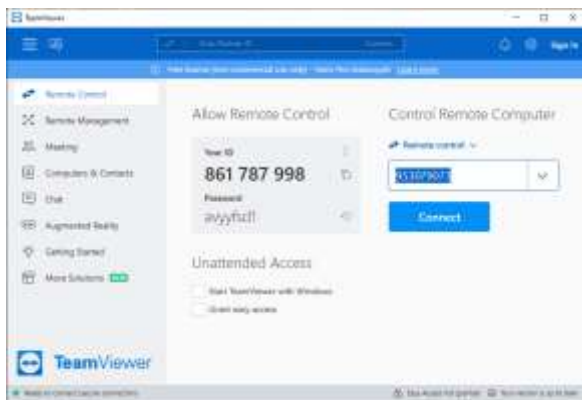 TeamViewer
Sign In
Remote Control
Remote Management
Meeting
Computers & Contacts
Chat
Augmented Reality
Getting Started
More Solutions
TeamViewer
Allow Remote Control
Your ID
861 787 998
Password
Unattended Access
Start TeamViewer with Windows
Grant easy access
Control Remote Computer
Remote control
Connect